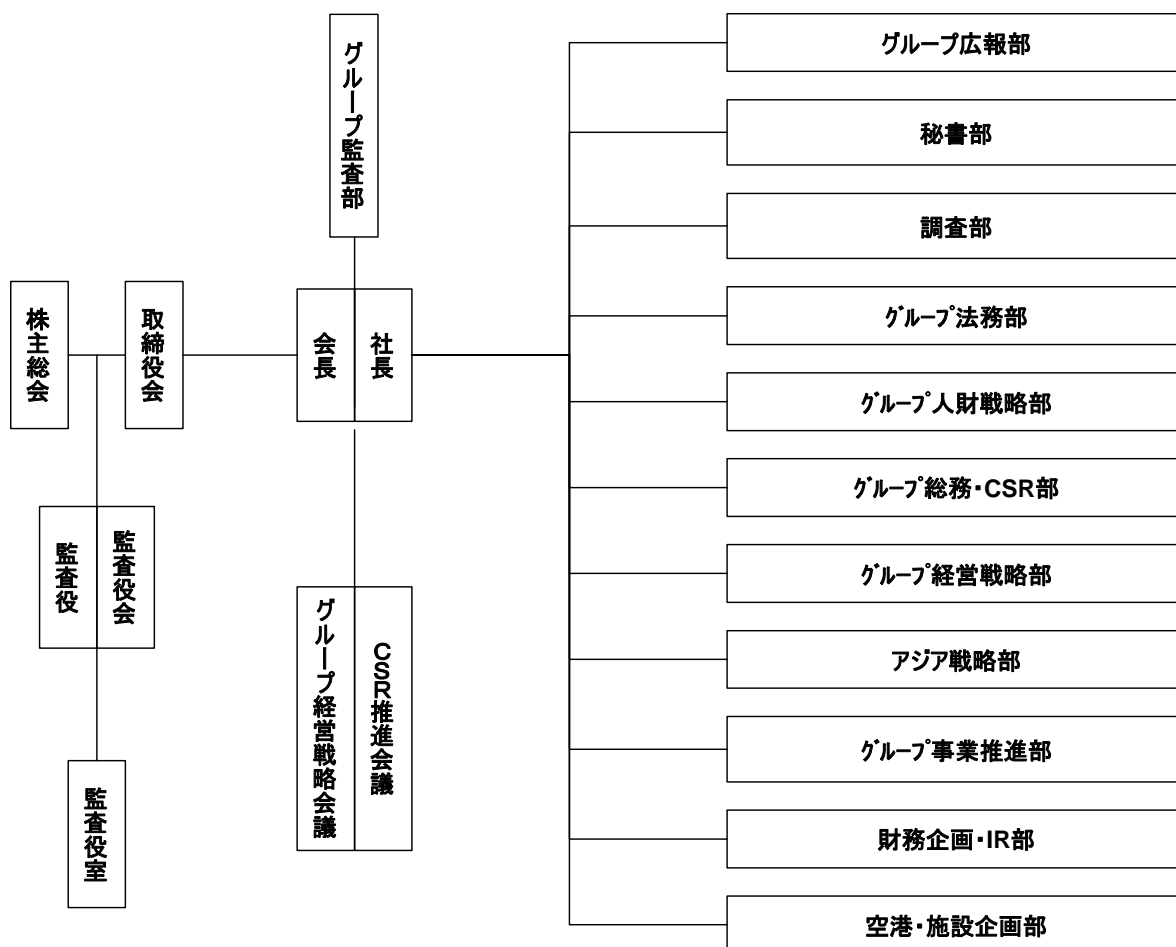 株主総会
取締役会
監査役
監査役会
監査役室
グループ監査部
会長
社長
グループ経営戦略会議
CSR推進会議
グループ広報部
秘書部
調査部
グループ法務部
グループ人財戦略部
グループ総務・CSR部
グループ経営戦略部
アジア戦略部
グループ事業推進部
財務企画・IR部
空港・施設企画部